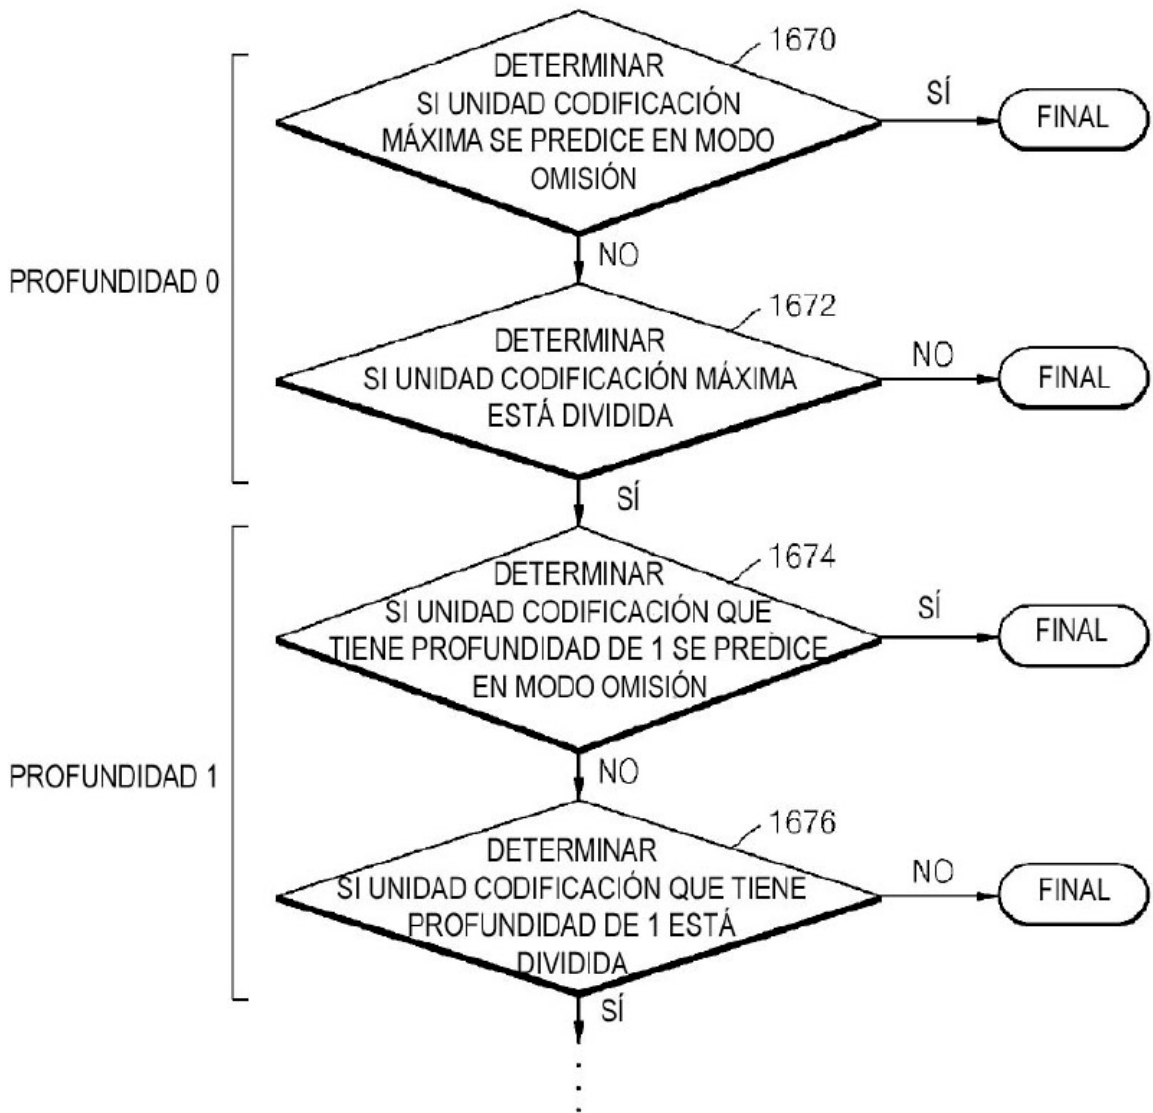 1670
DETERMINAR
SI UNIDAD CODIFICACIÓN
MÁXIMA SE PREDICE EN MODO
OMISIÓN
SÍ
FINAL
NO
PROFUNDIDAD 0
1672
DETERMINAR
SI UNIDAD CODIFICACIÓN MÁXIMA
ESTÁ DIVIDIDA
NO
FINAL
SÍ
1674
DETERMINAR
SI UNIDAD CODIFICACIÓN QUE
TIENE PROFUNDIDAD DE 1 SE PREDICE
EN MODO OMISIÓN
SÍ
FINAL
NO
PROFUNDIDAD 1
1676
DETERMINAR
SI UNIDAD CODIFICACIÓN QUE TIENE
PROFUNDIDAD DE 1 ESTÁ
DIVIDIDA
NO
FINAL
SÍ